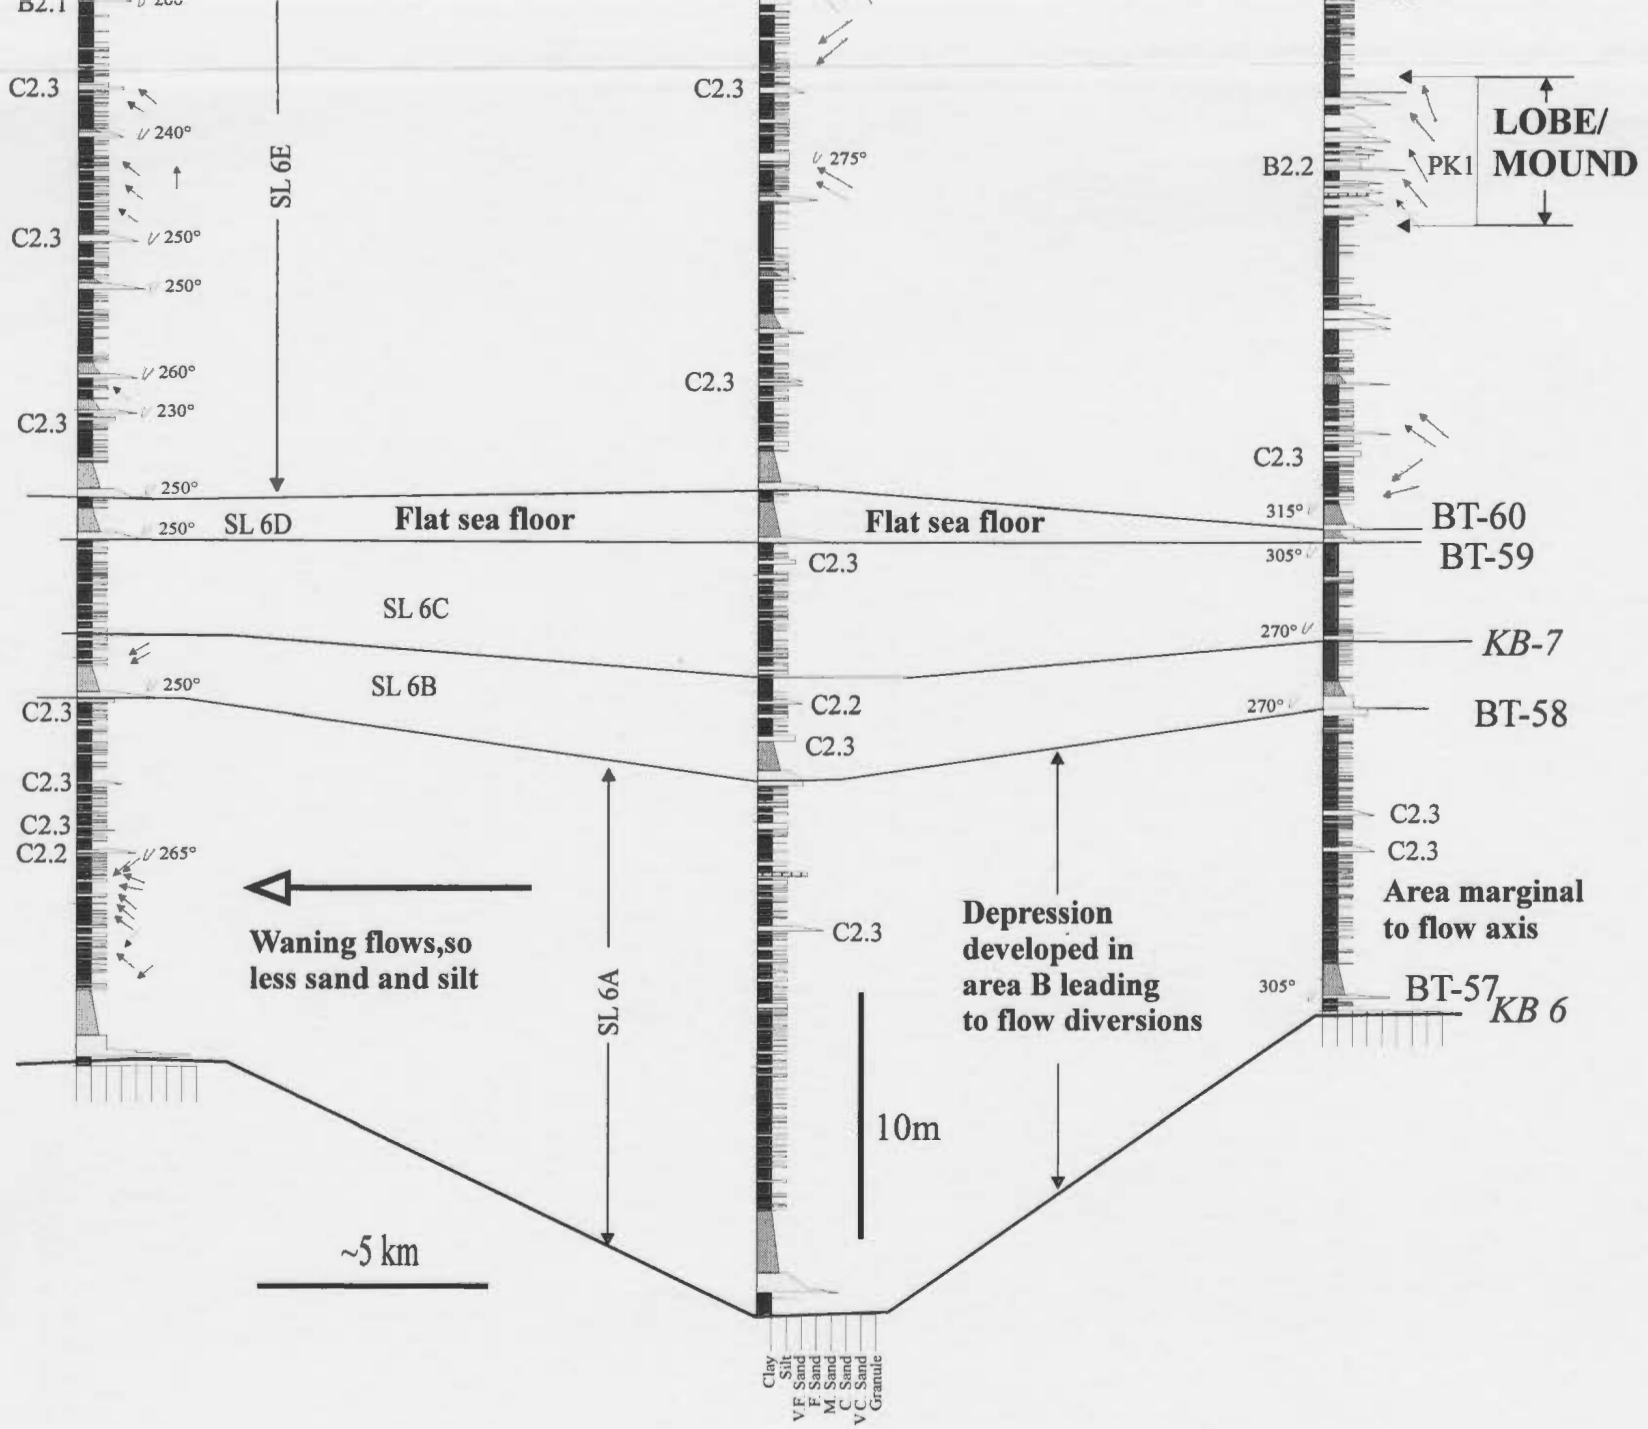 B2.1
C2.3
240°
C2.3
250°
250°
260°
230°
C2.3
250°
250°
SL 6E
C2.3
275°
C2.3
B2.2
PK1
LOBE/
MOUND
C2.3
315°
BT-60
SL 6D
Flat sea floor
Flat sea floor
305°
BT-59
C2.3
SL 6C
270°
KB-7
250°
SL 6B
C2.2
270°
BT-58
C2.3
C2.3
C2.3
C2.3
C2.3
C2.3
C2.2
265°
Waning flows,so
less sand and silt
SL 6A
C2.3
Depression
developed in
area B leading
to flow diversions
Area marginal
to flow axis
305°
BT-57
KB 6
10m
~5 km
Clay
Silt
V.F. Sand
F. Sand
M. Sand
C. Sand
V C. Sand
Granule